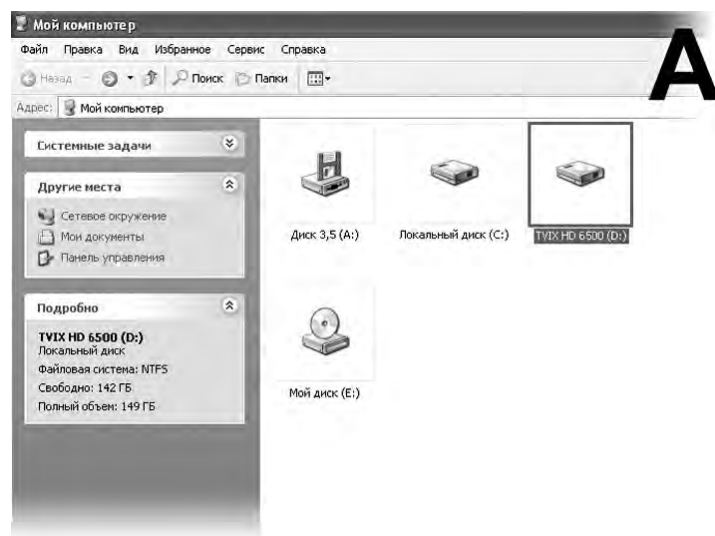 Мой компьютер
Файл Правка Вид Избранное Сервис Справка
Назад Поиск Папки
Адрес: Мой компьютер
A
Системные задачи
Другие места
Сетевое окружение
Мои документы
Панель управления
Подробно
TVIX HD 6500 (D:)
Локальный диск
Файловая система: NTFS
Свободно: 142 ГБ
Полный объем: 149 ГБ
Диск 3,5 (A:)
Локальный диск (C:)
TVIX HD 6500 (D:)
Мой диск (E:)